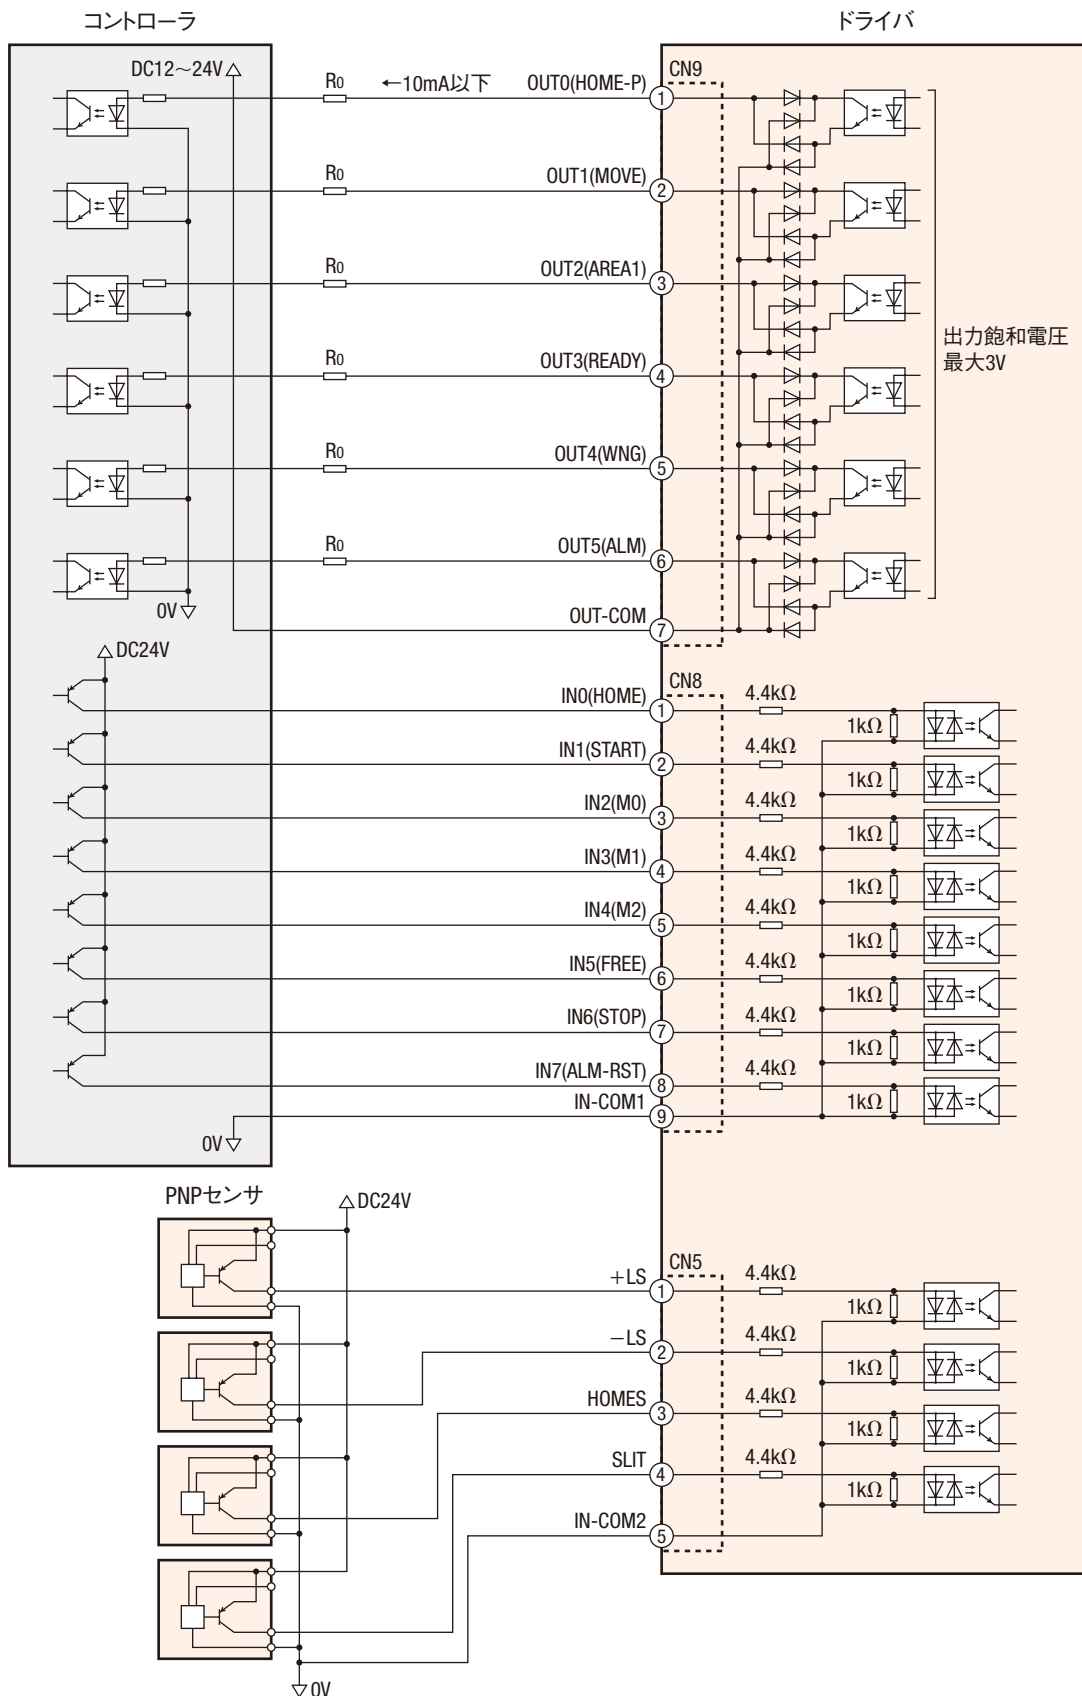 コントローラ
ドライバ
DC12～24V
R0
←10mA以下
OUT0(HOME-P)
CN9
1
R0
OUT1(MOVE)
2
R0
OUT2(AREA1)
3
出力飽和電圧
最大3V
R0
OUT3(READY)
4
R0
OUT4(WNG)
5
R0
OUT5(ALM)
6
0V
OUT-COM
7
DC24V
CN8
IN0(HOME)
1
4.4kΩ
1kΩ
IN1(START)
2
4.4kΩ
1kΩ
IN2(M0)
3
4.4kΩ
1kΩ
IN3(M1)
4
4.4kΩ
1kΩ
IN4(M2)
5
4.4kΩ
1kΩ
IN5(FREE)
6
4.4kΩ
1kΩ
IN6(STOP)
7
4.4kΩ
1kΩ
IN7(ALM-RST)
8
4.4kΩ
1kΩ
IN-COM1
9
0V
PNPセンサ
DC24V
CN5
+LS
1
4.4kΩ
1kΩ
−LS
2
4.4kΩ
1kΩ
HOMES
3
4.4kΩ
1kΩ
SLIT
4
4.4kΩ
1kΩ
IN-COM2
5
0V